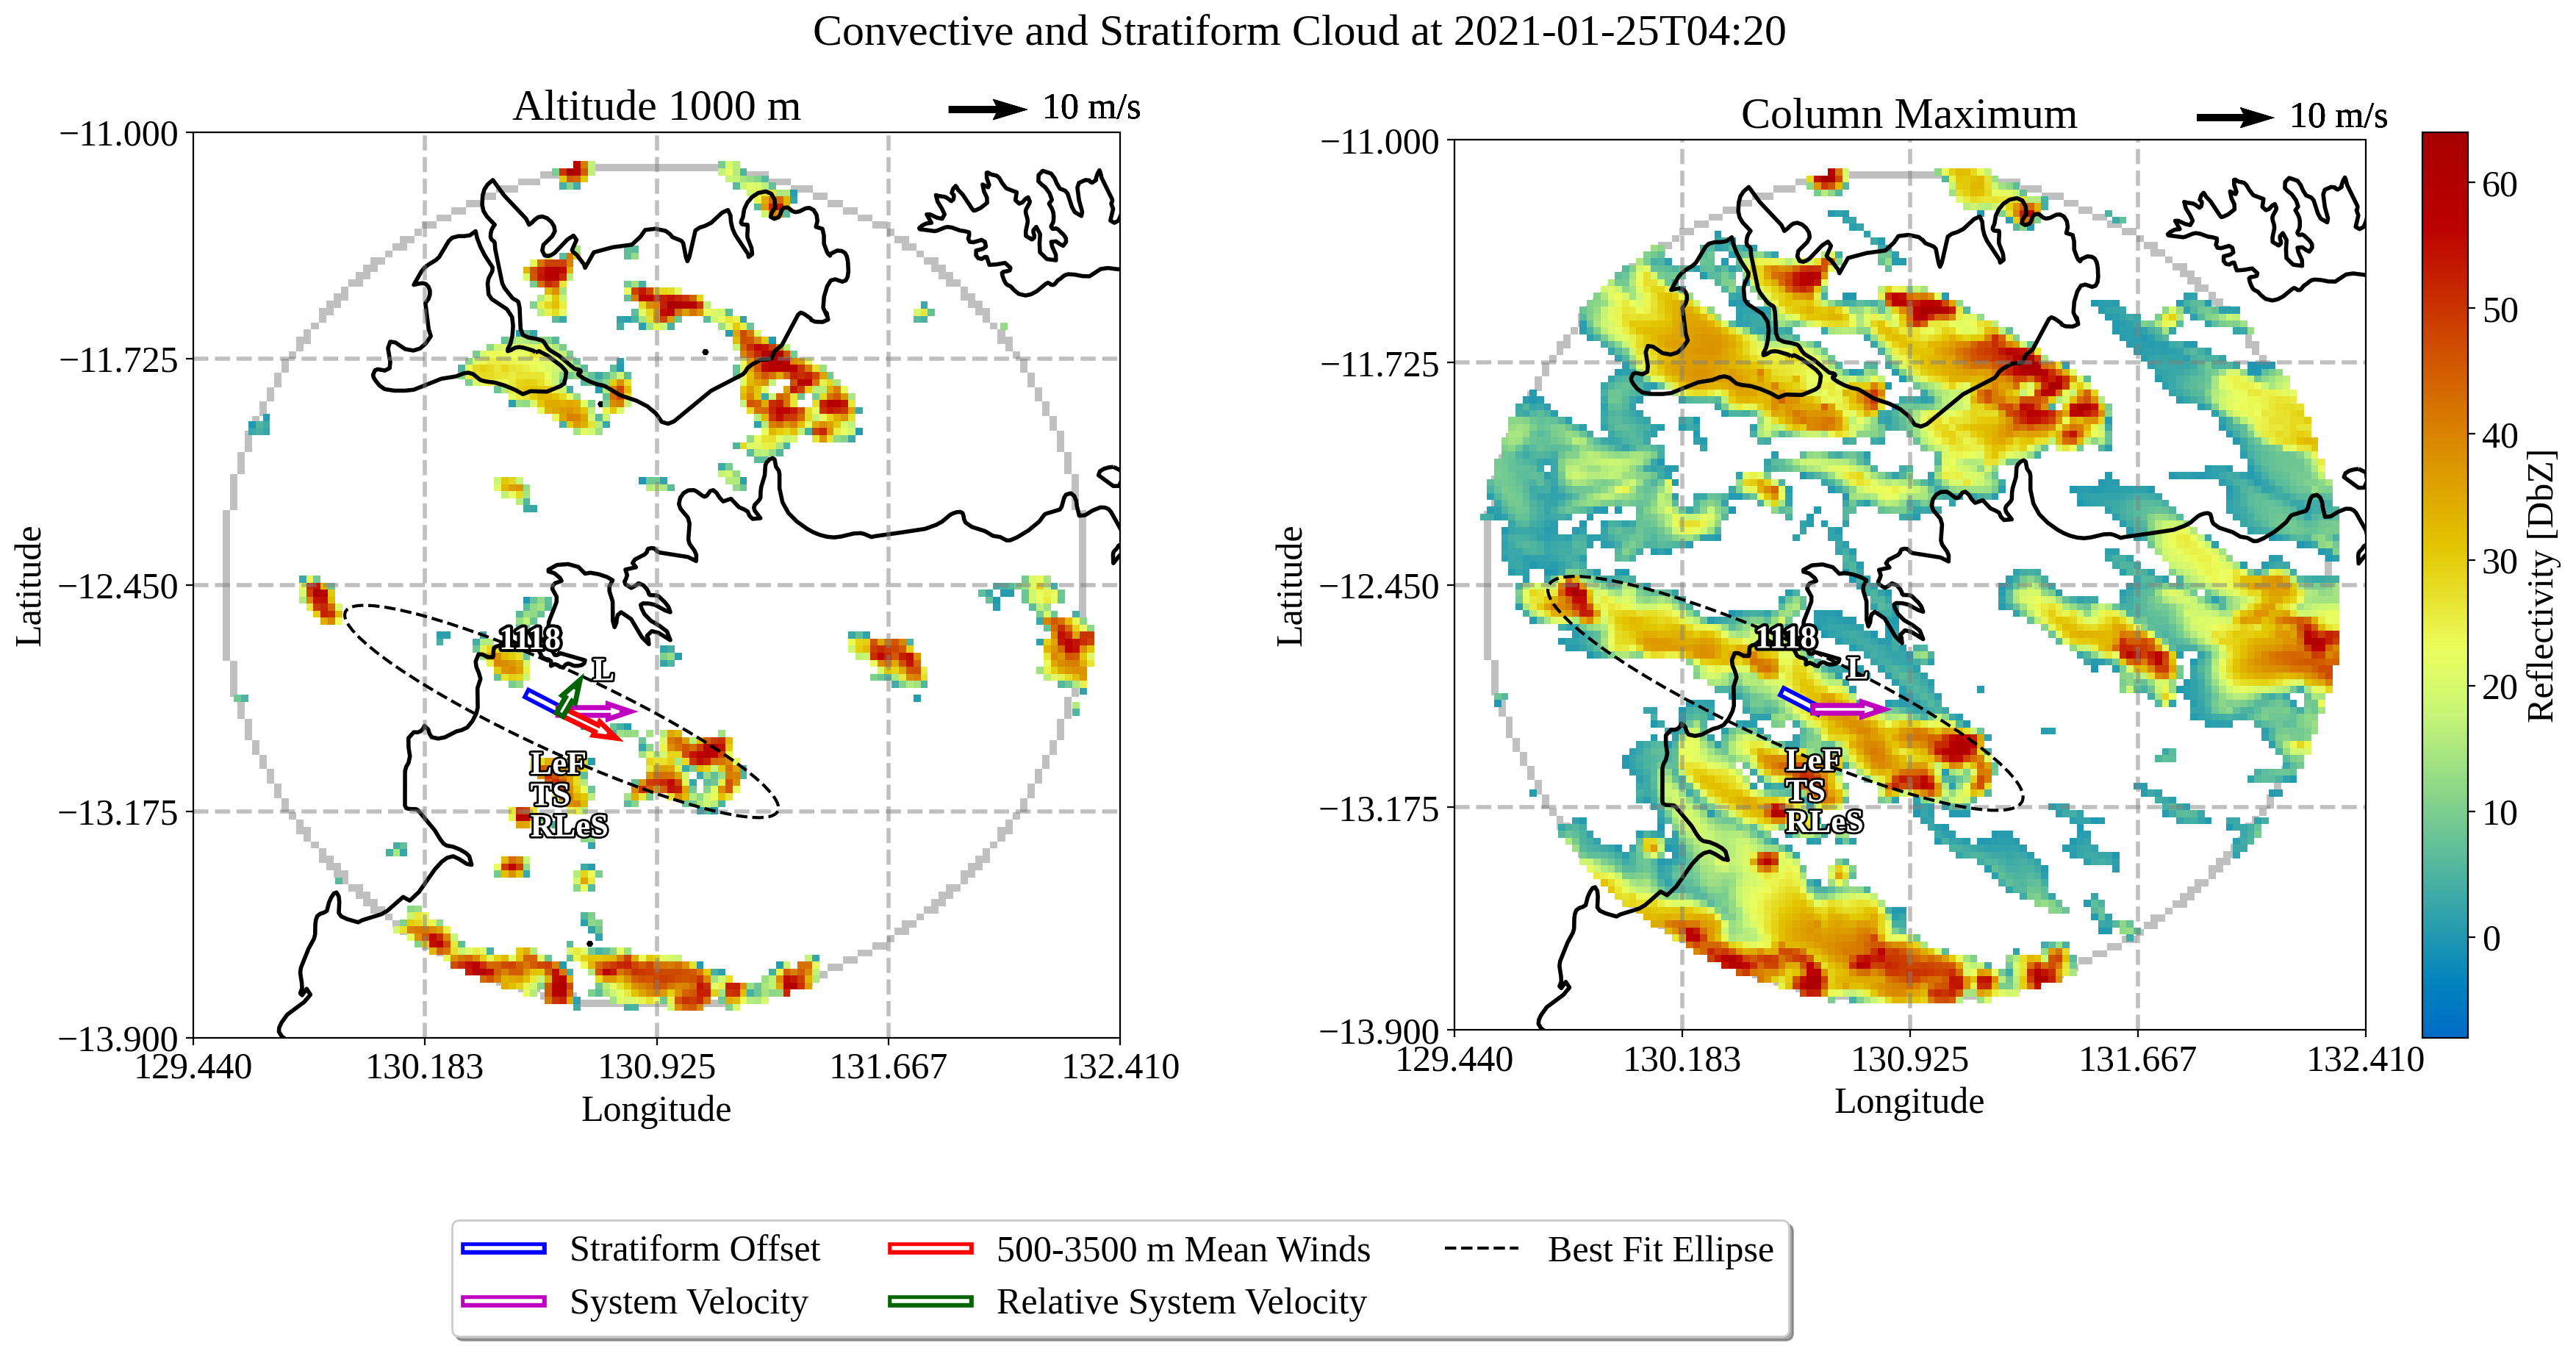 Convective and Stratiform Cloud at 2021-01-25T04:20
Altitude 1000 m
10 m/s
−11.000
−11.725
−12.450
−13.175
−13.900
129.440
130.183
130.925
131.667
132.410
Latitude
Longitude
1118
L
LeF
TS
RLeS
Column Maximum
10 m/s
−11.000
−11.725
−12.450
−13.175
−13.900
129.440
130.183
130.925
131.667
132.410
Latitude
Longitude
1118
L
LeF
TS
RLeS
60
50
40
30
20
10
0
Reflectivity [DbZ]
Stratiform Offset
System Velocity
500-3500 m Mean Winds
Relative System Velocity
Best Fit Ellipse